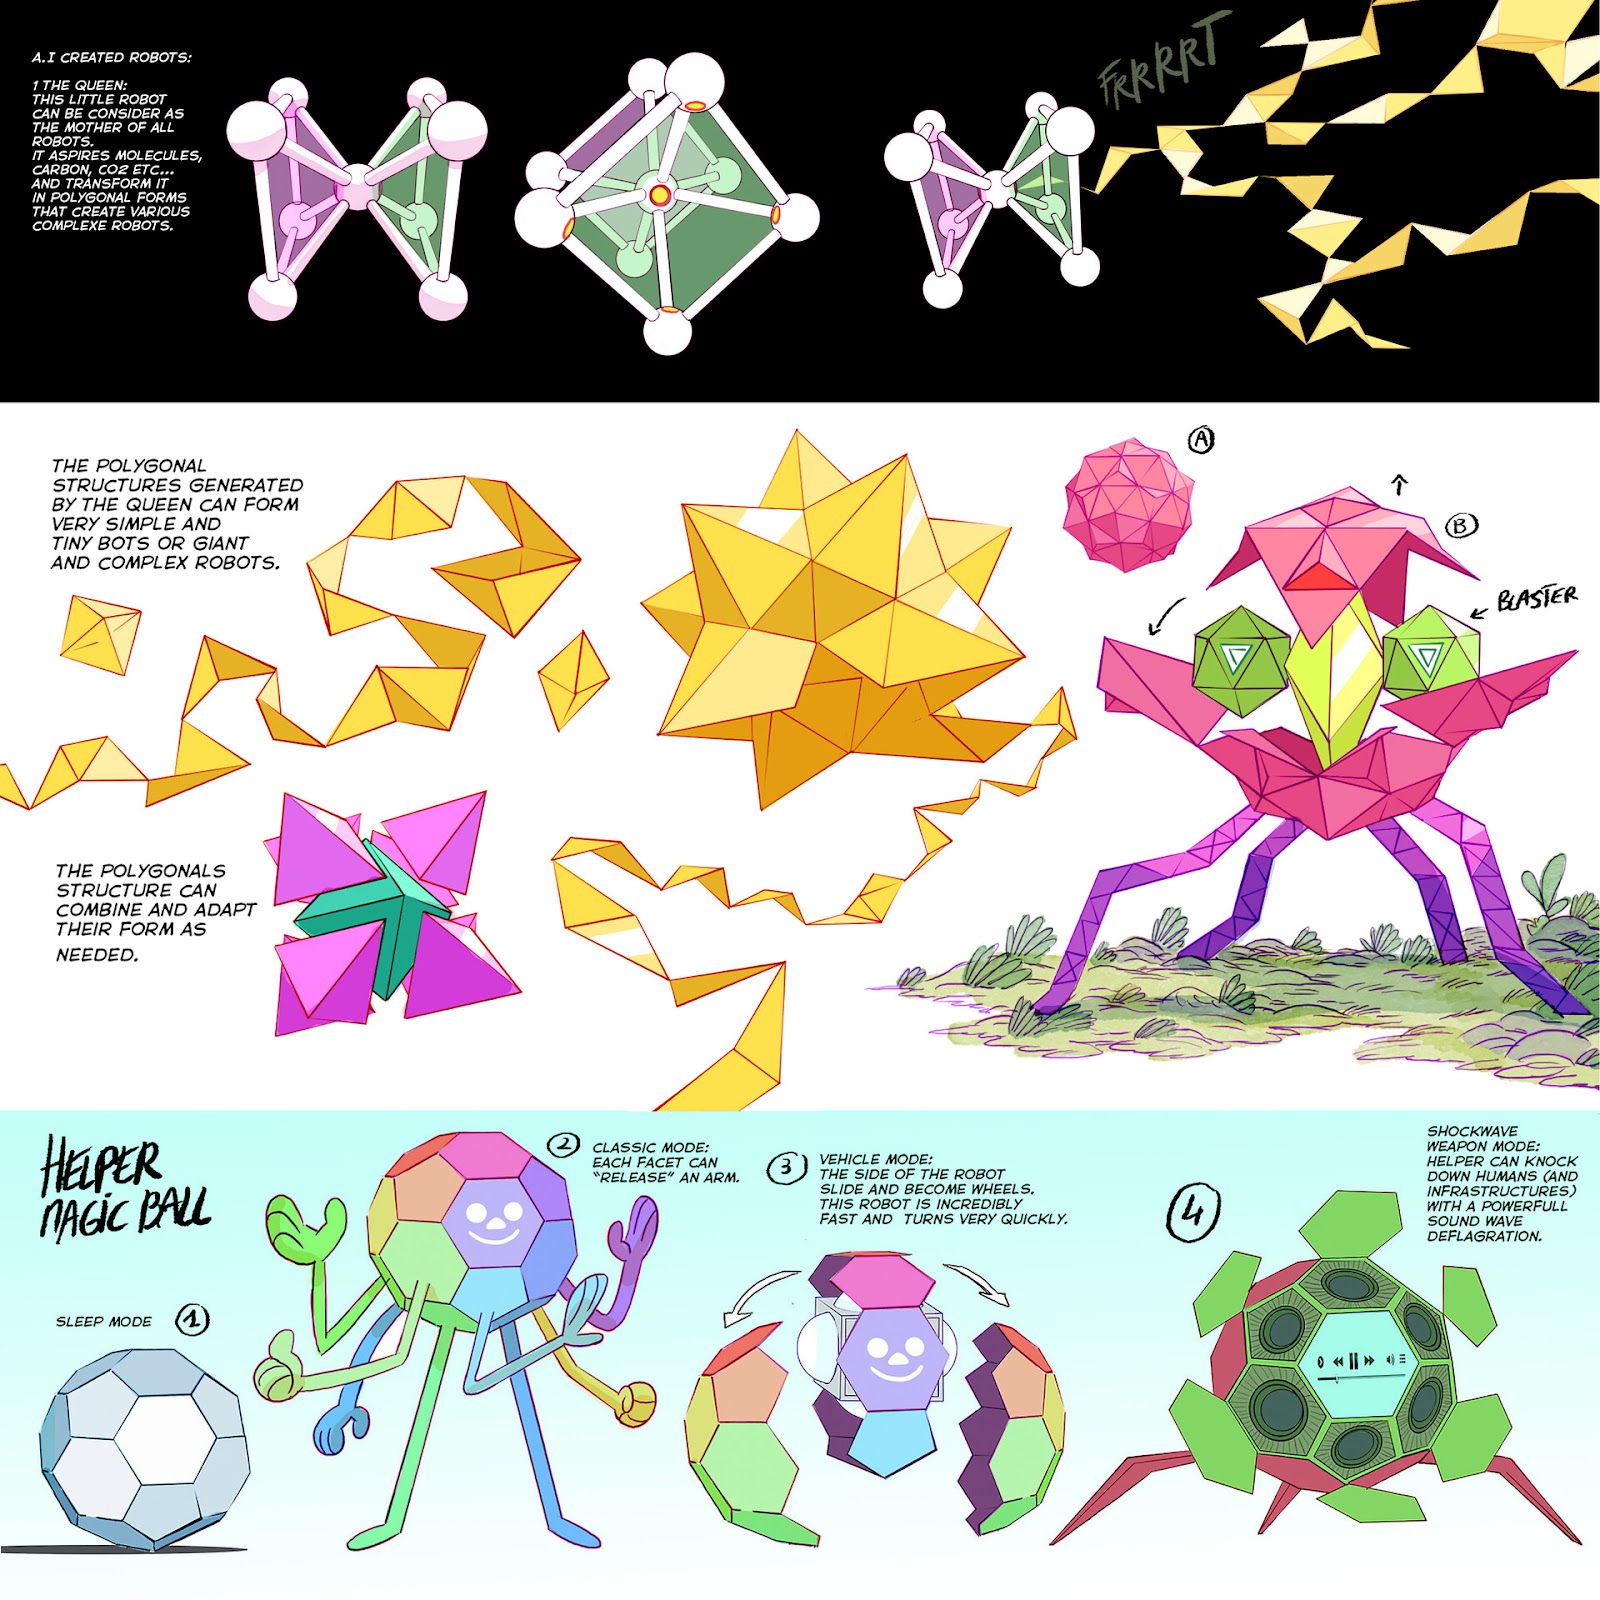 A.I CREATED ROBOTS:
1 THE QUEEN:
THIS LITTLE ROBOT
CAN BE CONSIDER AS
THE MOTHER OF ALL
ROBOTS.
IT ASPIRES MOLECULES,
CARBON, CO2 ETC...
AND TRANSFORM IT
IN POLYGONAL FORMS
THAT CREATE VARIOUS
COMPLEXE ROBOTS.
FRRRRT
THE POLYGONAL
STRUCTURES GENERATED
BY THE QUEEN CAN FORM
VERY SIMPLE AND
TINY BOTS OR GIANT
AND COMPLEX ROBOTS.
A
B
BLASTER
THE POLYGONALS
STRUCTURE CAN
COMBINE AND ADAPT
THEIR FORM AS
NEEDED.
HELPER
MAGIC BALL
SLEEP MODE
1
2
CLASSIC MODE:
EACH FACET CAN
"RELEASE" AN ARM.
3
VEHICLE MODE:
THE SIDE OF THE ROBOT
SLIDE AND BECOME WHEELS.
THIS ROBOT IS INCREDIBLY
FAST AND TURNS VERY QUICKLY.
4
SHOCKWAVE
WEAPON MODE:
HELPER CAN KNOCK
DOWN HUMANS (AND
INFRASTRUCTURES)
WITH A POWERFULL
SOUND WAVE
DEFLAGRATION.